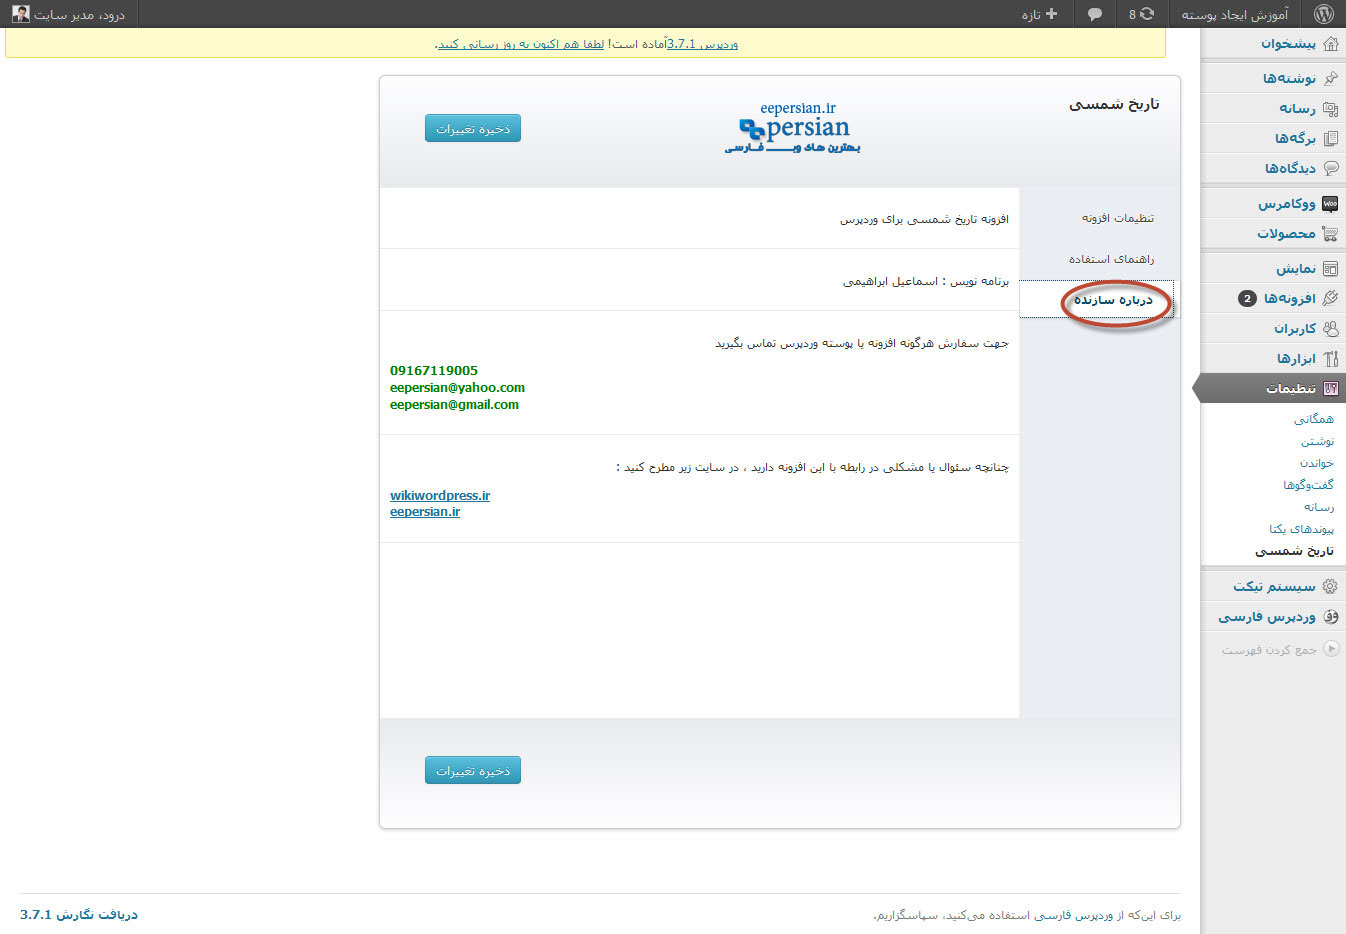 آموزش ایجاد پوسته
8
تازه
درود، مدیر سایت
وردپرس 3.7.1 آماده است! لطفا هم اکنون به روز رسانی کنید.
پیشخوان
نوشته‌ها
رسانه
برگه‌ها
دیدگاه‌ها
ووکامرس
محصولات
نمایش
افزونه‌ها 2
کاربران
ابزارها
تنظیمات
همگانی
نوشتن
خواندن
گفت‌وگوها
رسانه
پیوندهای یکتا
تاریخ شمسی
سیستم تیکت
وردپرس فارسی
جمع کردن فهرست
تاریخ شمسی
eepersian.ir
persian
بهترین های وب فارسی
ذخیره تغییرات
تنظیمات افزونه
راهنمای استفاده
درباره سازنده
افزونه تاریخ شمسی برای وردپرس
برنامه نویس : اسماعیل ابراهیمی
جهت سفارش هرگونه افزونه یا پوسته وردپرس تماس بگیرید
09167119005
eepersian@yahoo.com
eepersian@gmail.com
چنانچه سئوال یا مشکلی در رابطه با این افزونه دارید ، در سایت زیر مطرح کنید :
wikiwordpress.ir
eepersian.ir
ذخیره تغییرات
برای این‌که از وردپرس فارسی استفاده می‌کنید، سپاسگزاریم.
دریافت نگارش 3.7.1